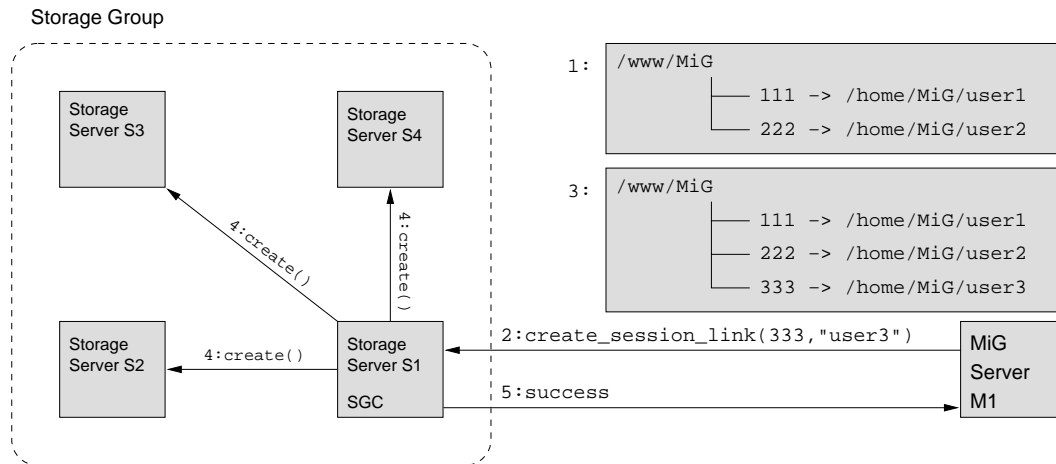 Storage Group
Storage
Server S3
Storage
Server S4
4:create()
4:create()
Storage
Server S2
4:create()
Storage
Server S1
SGC
1:
/www/MiG
111 -> /home/MiG/user1
222 -> /home/MiG/user2
3:
/www/MiG
111 -> /home/MiG/user1
222 -> /home/MiG/user2
333 -> /home/MiG/user3
2:create_session_link(333,"user3")
5:success
MiG
Server
M1